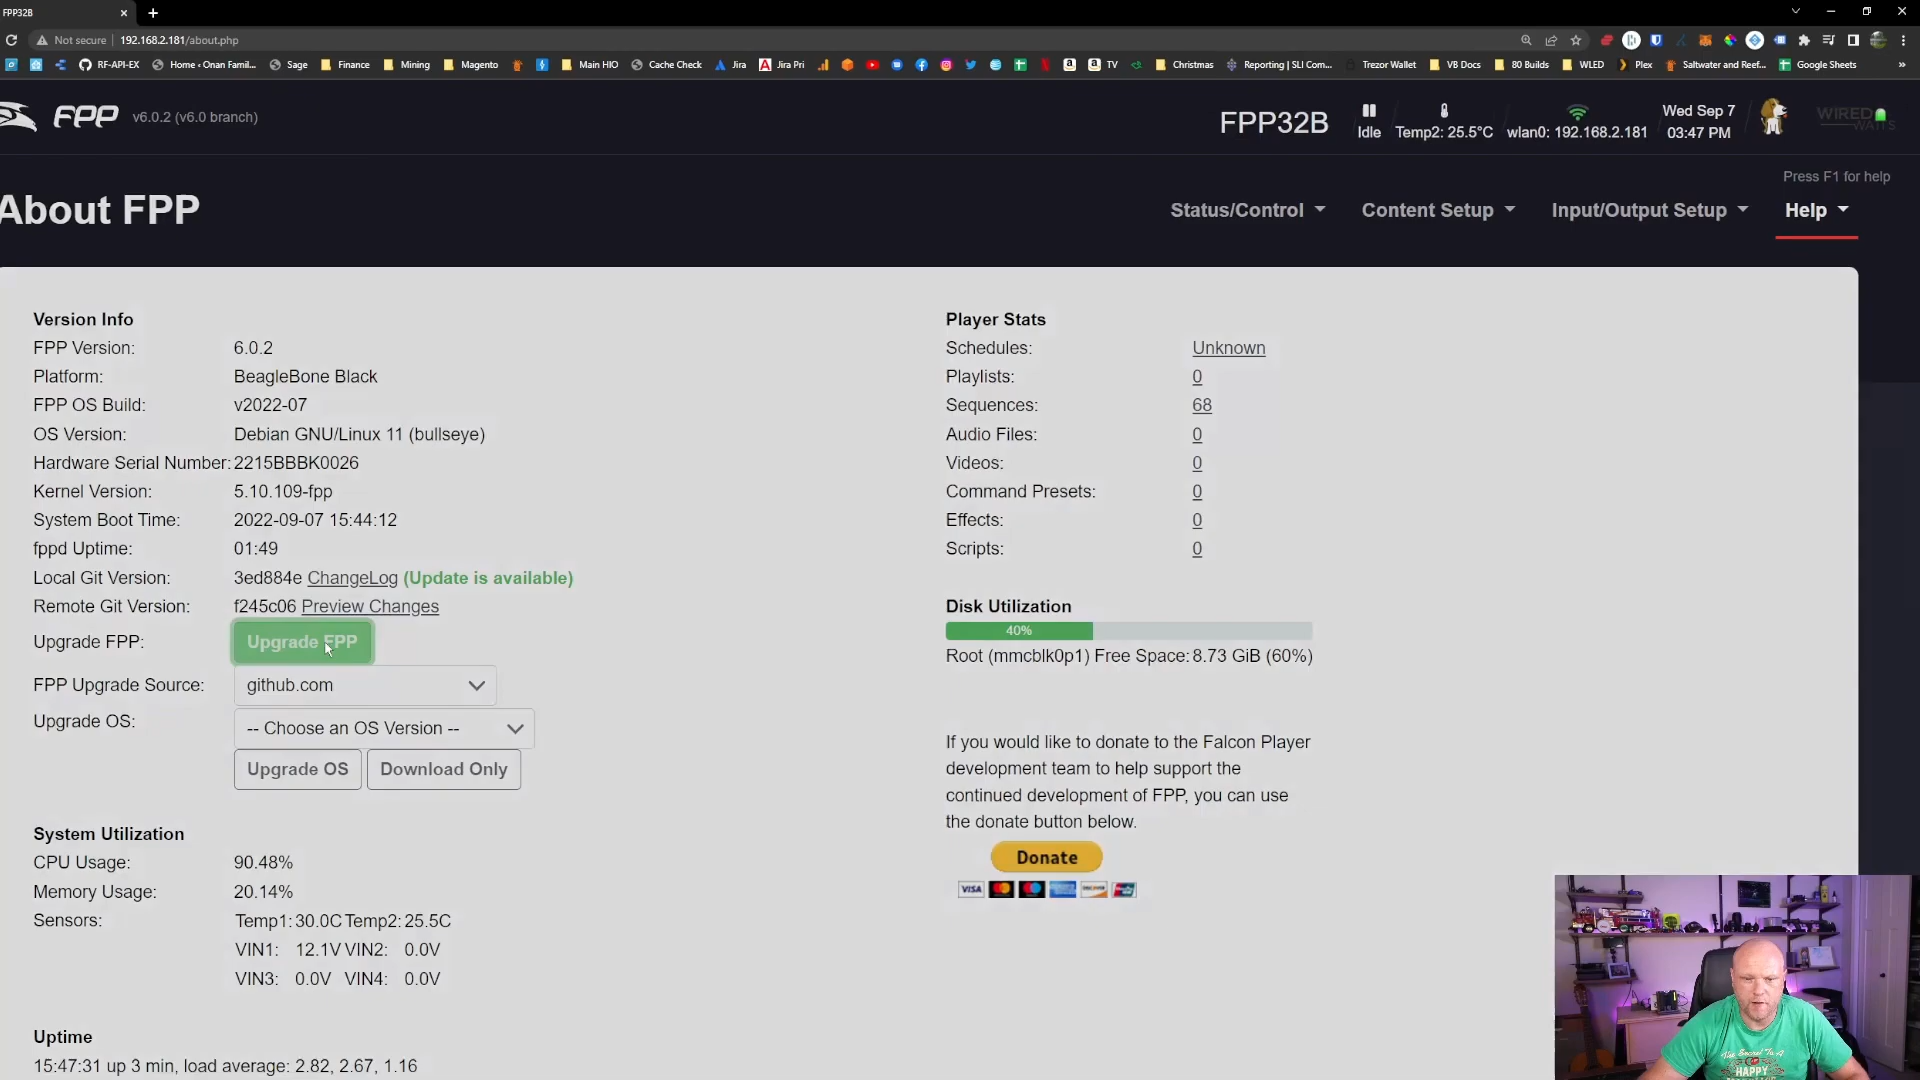 FPP32B
Not secure
192.168.2.181/about.php
RF-API-EX
Home ‹ Onan Famil...
Sage
Finance
Mining
Magento
Main HIO
Cache Check
Jira
Jira Pri
TV
Christmas
Reporting | SLI Com...
Trezor Wallet
VB Docs
80 Builds
WLED
Plex
Saltwater and Reef...
Google Sheets
»
FPP v6.0.2 (v6.0 branch)
FPP32B
Idle
Temp2: 25.5°C
wlan0: 192.168.2.181
Wed Sep 7
03:47 PM
WIRED
WATTS
Press F1 for help
About FPP
Status/Control
Content Setup
Input/Output Setup
Help
Version Info
FPP Version: 6.0.2
Platform: BeagleBone Black
FPP OS Build: v2022-07
OS Version: Debian GNU/Linux 11 (bullseye)
Hardware Serial Number: 2215BBBK0026
Kernel Version: 5.10.109-fpp
System Boot Time: 2022-09-07 15:44:12
fppd Uptime: 01:49
Local Git Version: 3ed884e ChangeLog (Update is available)
Remote Git Version: f245c06 Preview Changes
Upgrade FPP: Upgrade FPP
FPP Upgrade Source: github.com
Upgrade OS: -- Choose an OS Version --
Upgrade OS Download Only
System Utilization
CPU Usage: 90.48%
Memory Usage: 20.14%
Sensors: Temp1: 30.0C Temp2: 25.5C
VIN1: 12.1V VIN2: 0.0V
VIN3: 0.0V VIN4: 0.0V
Uptime
15:47:31 up 3 min, load average: 2.82, 2.67, 1.16
Player Stats
Schedules: Unknown
Playlists: 0
Sequences: 68
Audio Files: 0
Videos: 0
Command Presets: 0
Effects: 0
Scripts: 0
Disk Utilization
40%
Root (mmcblk0p1) Free Space: 8.73 GiB (60%)
If you would like to donate to the Falcon Player
development team to help support the
continued development of FPP, you can use
the donate button below.
Donate
VISA
HAPPY